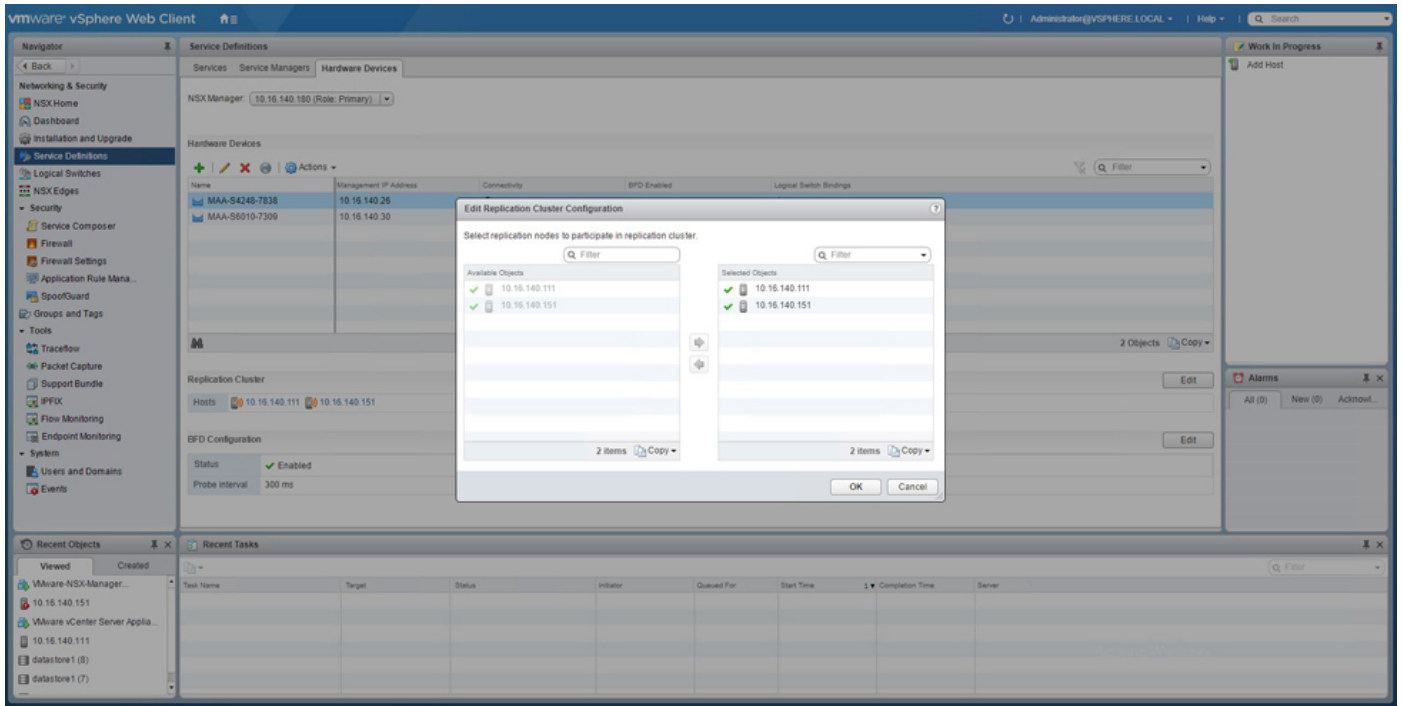 vmware® vSphere Web Client
Administrator@VSPHERE.LOCAL
Help
Search
Navigator
Back
Networking & Security
NSX Home
Dashboard
Installation and Upgrade
Service Definitions
Logical Switches
NSX Edges
Security
Service Composer
Firewall
Firewall Settings
Application Rule Mana...
SpoofGuard
Groups and Tags
Tools
Traceflow
Packet Capture
Support Bundle
IPFIX
Flow Monitoring
Endpoint Monitoring
System
Users and Domains
Events
Service Definitions
Services Service Managers Hardware Devices
NSX Manager: 10.16.140.180 (Role: Primary)
Hardware Devices
Actions
Filter
Name Management IP Address Connectivity BFD Enabled Logical Switch Bindings
MAA-S4248-7838 10.16.140.26
MAA-S6010-7309 10.16.140.30
2 Objects Copy
Replication Cluster
Edit
Hosts 10.16.140.111 10.16.140.151
BFD Configuration
Edit
Status Enabled
Probe interval 300 ms
Edit Replication Cluster Configuration ?
Select replication nodes to participate in replication cluster.
Filter
Filter
Available Objects
10.16.140.111
10.16.140.151
2 items Copy
Selected Objects
10.16.140.111
10.16.140.151
2 items Copy
OK Cancel
Work In Progress
Add Host
Alarms
All (0) New (0) Acknowl...
Recent Objects
Viewed Created
VMware-NSX-Manager...
10.16.140.151
VMware vCenter Server Applia...
10.16.140.111
datastore1 (8)
datastore1 (7)
Recent Tasks
Filter
Task Name Target Status Initiator Queued For Start Time 1 Completion Time Server